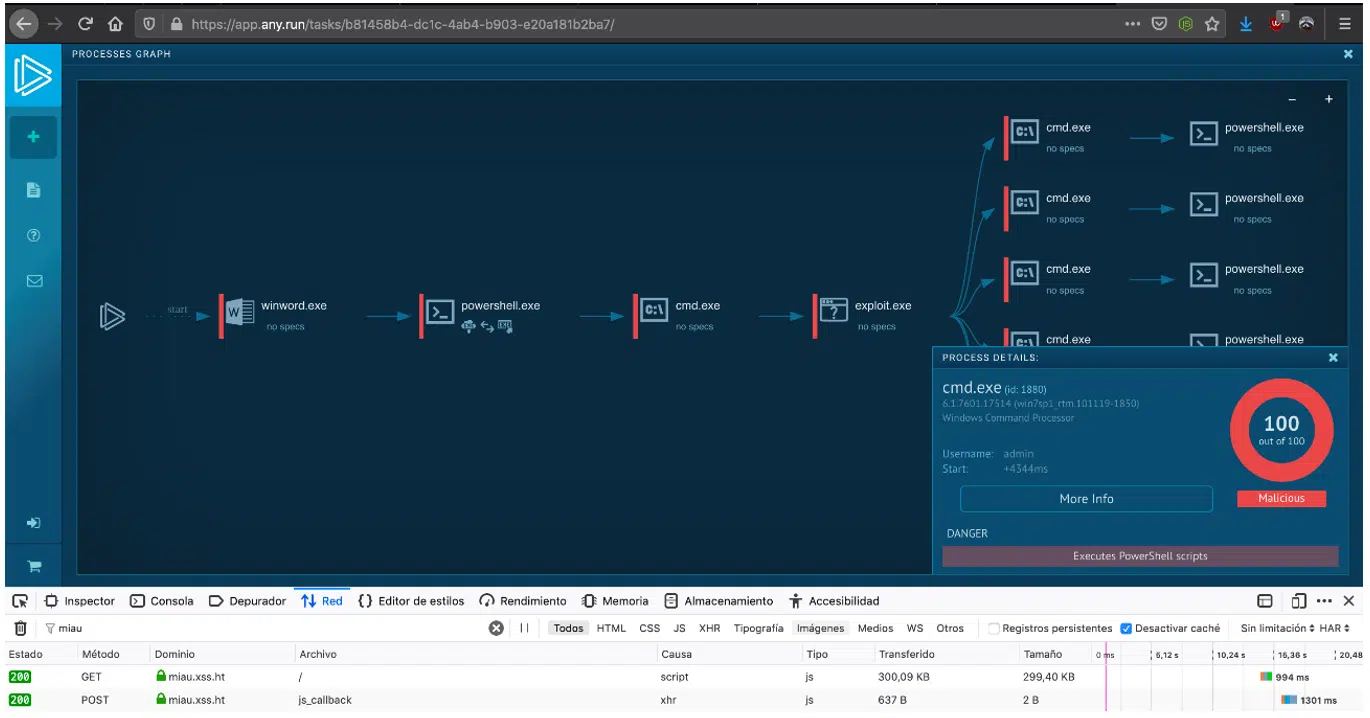 https://app.any.run/tasks/b81458b4-dc1c-4ab4-b903-e20a181b2ba7/
1
PROCESSES GRAPH
cmd.exe
no specs
powershell.exe
no specs
cmd.exe
no specs
powershell.exe
no specs
cmd.exe
no specs
powershell.exe
no specs
start
winword.exe
no specs
powershell.exe
cmd.exe
no specs
exploit.exe
no specs
cmd.exe
powershell.exe
PROCESS DETAILS:
cmd.exe (id: 1880)
6.1.7601.17514 (win7sp1_rtm.101119-1850)
Windows Command Processor
Username: admin
Start: +4344ms
100
out of 100
Malicious
More Info
DANGER
Executes PowerShell scripts
Inspector Consola Depurador Red Editor de estilos Rendimiento Memoria Almacenamiento Accesibilidad
miau Todos HTML CSS JS XHR Tipografía Imágenes Medios WS Otros Registros persistentes Desactivar caché Sin limitación HAR
Estado Método Dominio Archivo Causa Tipo Transferido Tamaño 0 ms 5,12 s 10,24 s 15,36 s 20,48
200 GET miau.xss.ht / script js 300,09 KB 299,40 KB 994 ms
200 POST miau.xss.ht js_callback xhr js 637 B 2 B 1301 ms